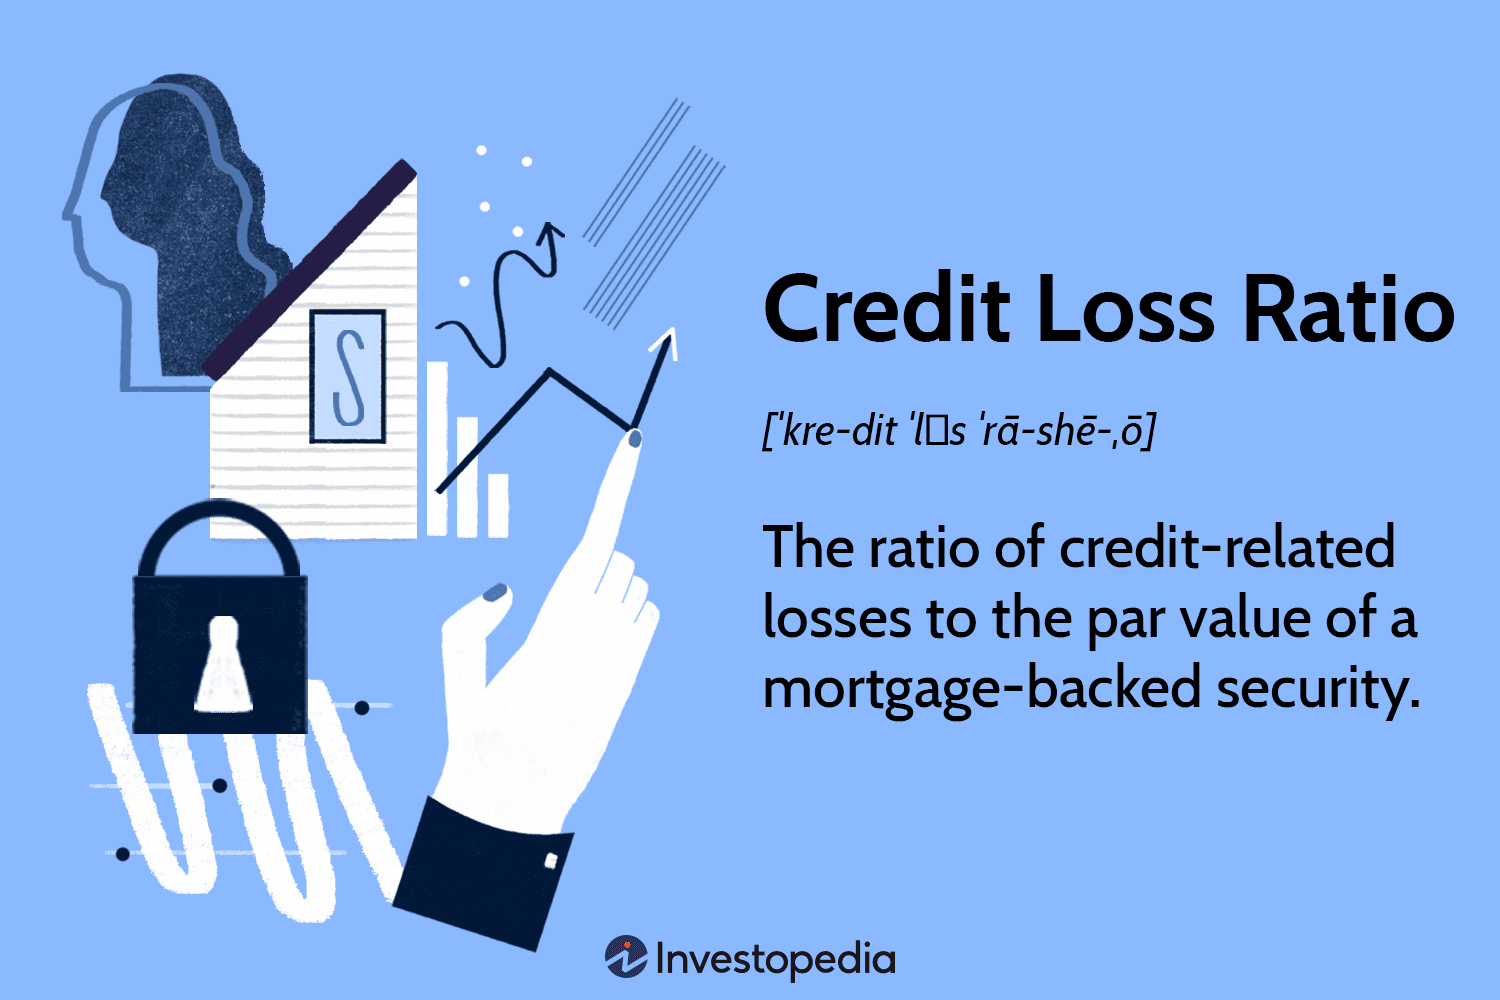 Credit Loss Ratio
[ˈkre-dit ˈl□s ˈrā-shē-ˌō]
The ratio of credit-related
losses to the par value of a
mortgage-backed security.
S
Investopedia